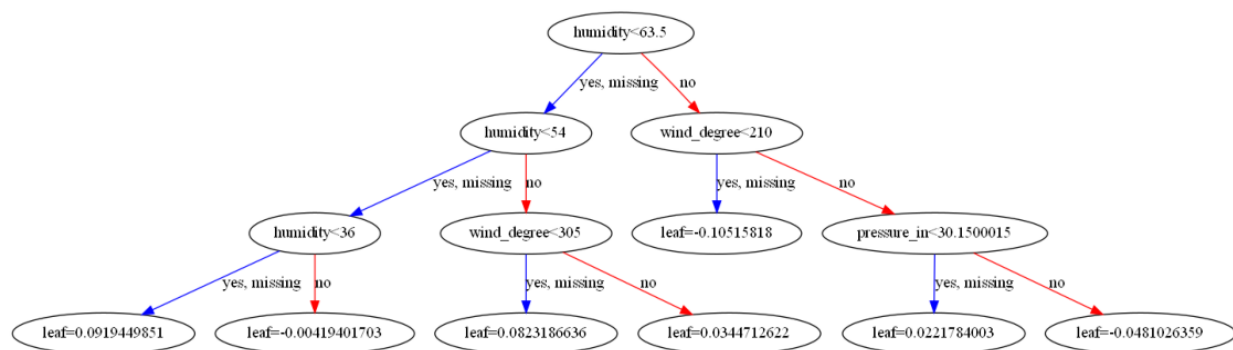 humidity<63.5
yes, missing
no
humidity<54
wind_degree<210
yes, missing
no
yes, missing
no
humidity<36
wind_degree<305
leaf=-0.10515818
pressure_in<30.1500015
yes, missing
no
yes, missing
no
yes, missing
no
leaf=0.0919449851
leaf=-0.00419401703
leaf=0.0823186636
leaf=0.0344712622
leaf=0.0221784003
leaf=-0.0481026359